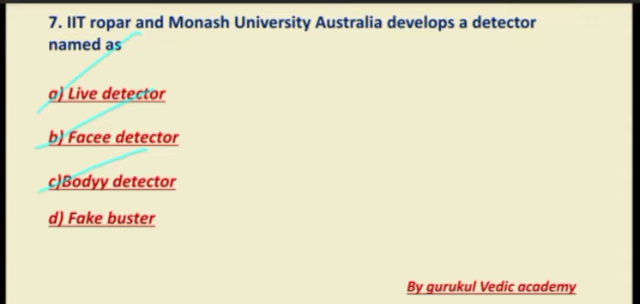 7. IIT ropar and Monash University Australia develops a detector
named as
a) Live detector
b) Facee detector
c)Bodyy detector
d) Fake buster
By gurukul Vedic academy